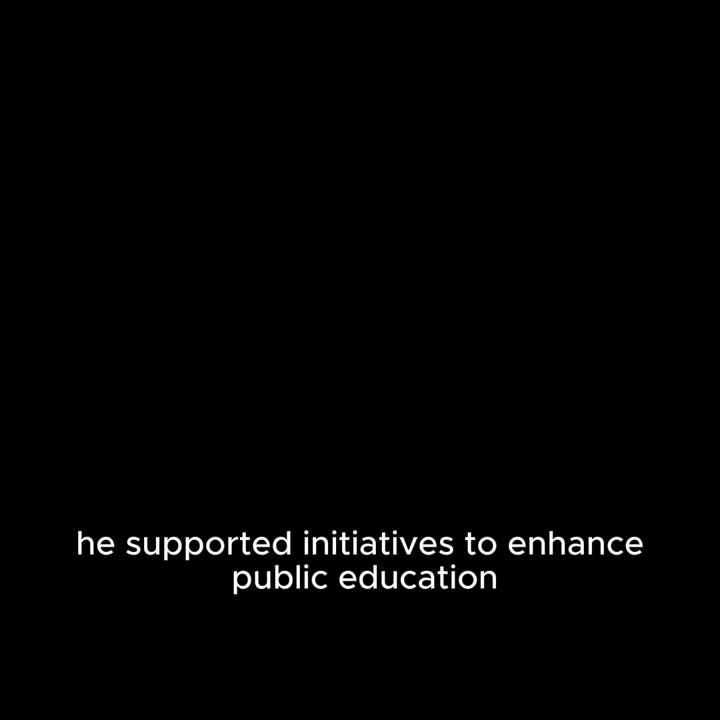 he supported initiatives to enhance
public education